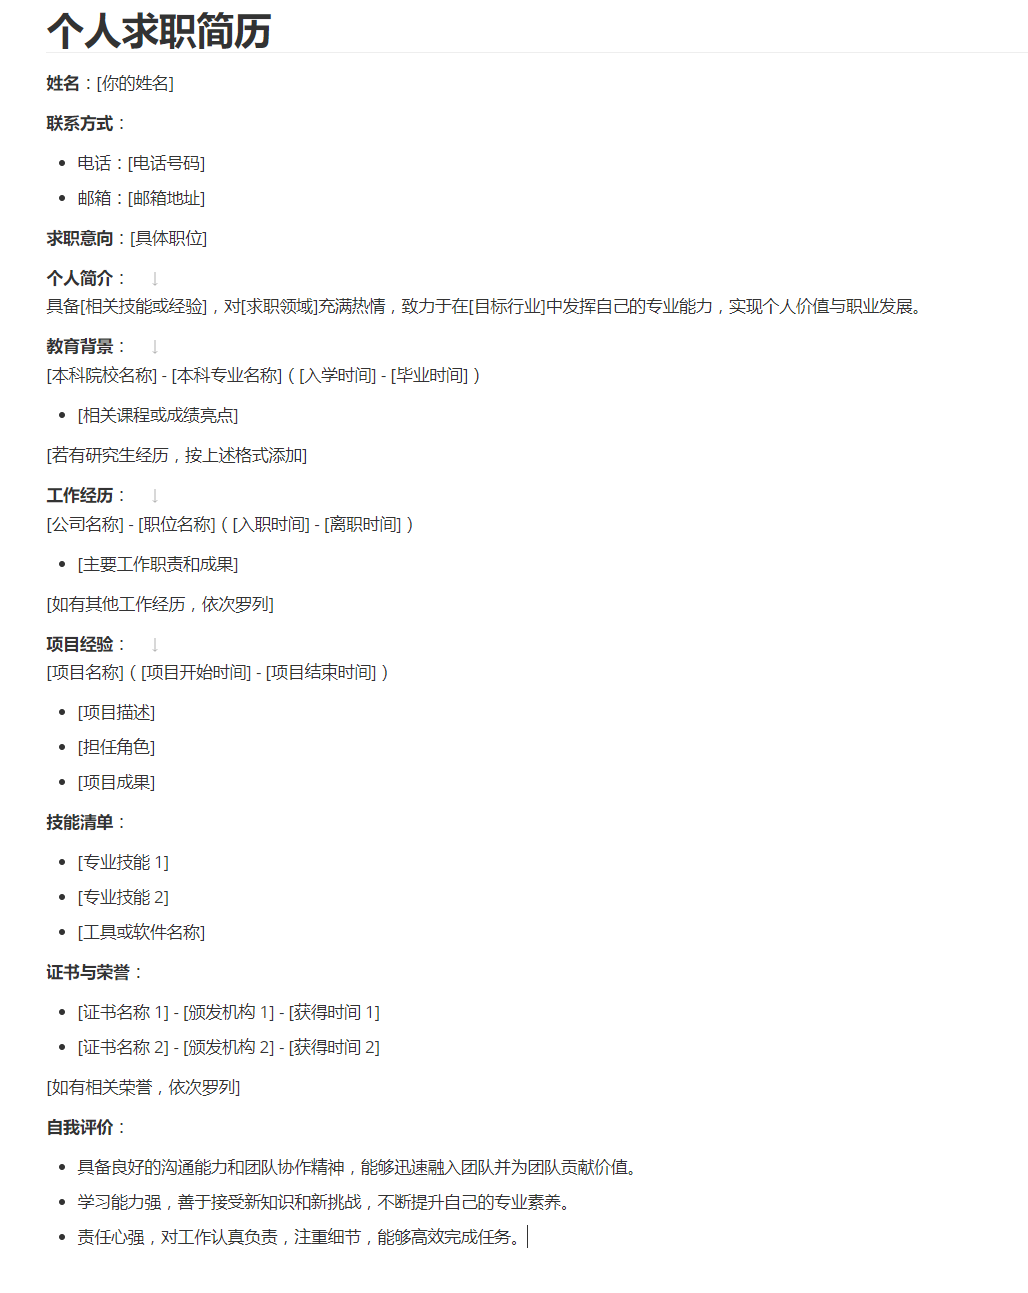 个人求职简历
姓名：[你的姓名]
联系方式：
• 电话：[电话号码]
• 邮箱：[邮箱地址]
求职意向：[具体职位]
个人简介： ↓
具备[相关技能或经验]，对[求职领域]充满热情，致力于在[目标行业]中发挥自己的专业能力，实现个人价值与职业发展。
教育背景： ↓
[本科院校名称] - [本科专业名称]（[入学时间] - [毕业时间]）
• [相关课程或成绩亮点]
[若有研究生经历，按上述格式添加]
工作经历： ↓
[公司名称] - [职位名称]（[入职时间] - [离职时间]）
• [主要工作职责和成果]
[如有其他工作经历，依次罗列]
项目经验： ↓
[项目名称]（[项目开始时间] - [项目结束时间]）
• [项目描述]
• [担任角色]
• [项目成果]
技能清单：
• [专业技能 1]
• [专业技能 2]
• [工具或软件名称]
证书与荣誉：
• [证书名称 1] - [颁发机构 1] - [获得时间 1]
• [证书名称 2] - [颁发机构 2] - [获得时间 2]
[如有相关荣誉，依次罗列]
自我评价：
• 具备良好的沟通能力和团队协作精神，能够迅速融入团队并为团队贡献价值。
• 学习能力强，善于接受新知识和新挑战，不断提升自己的专业素养。
• 责任心强，对工作认真负责，注重细节，能够高效完成任务。